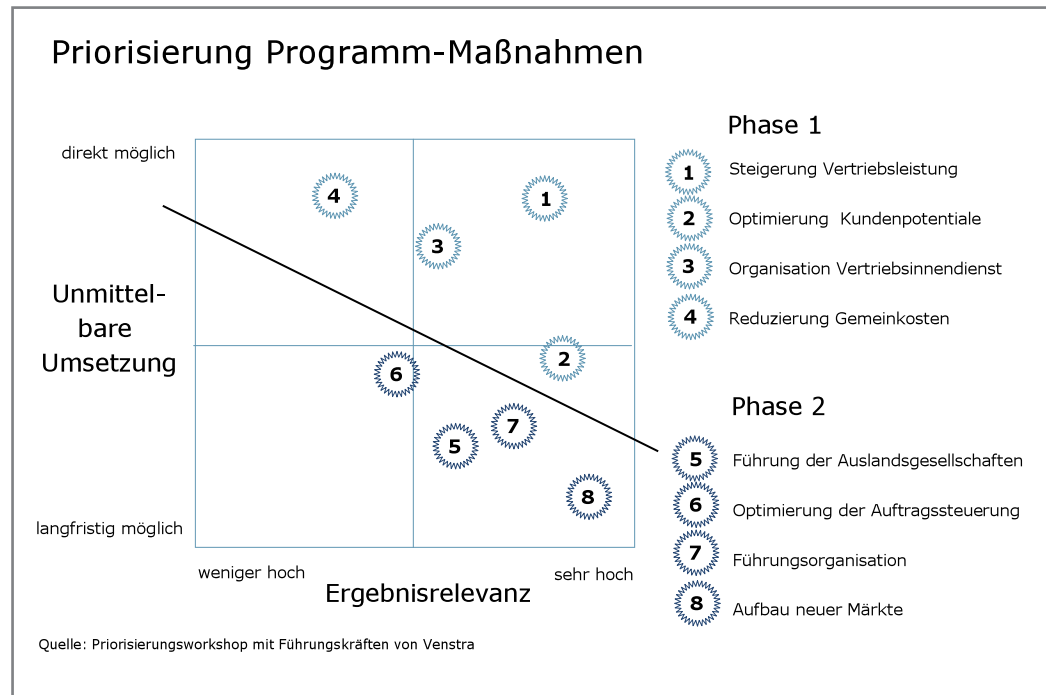 Priorisierung Programm-Maßnahmen
direkt möglich
Unmittel-
bare
Umsetzung
langfristig möglich
4
1
3
2
6
7
5
8
weniger hoch
sehr hoch
Ergebnisrelevanz
Phase 1
1 Steigerung Vertriebsleistung
2 Optimierung Kundenpotentiale
3 Organisation Vertriebsinnendienst
4 Reduzierung Gemeinkosten
Phase 2
5 Führung der Auslandsgesellschaften
6 Optimierung der Auftragssteuerung
7 Führungsorganisation
8 Aufbau neuer Märkte
Quelle: Priorisierungsworkshop mit Führungskräften von Venstra